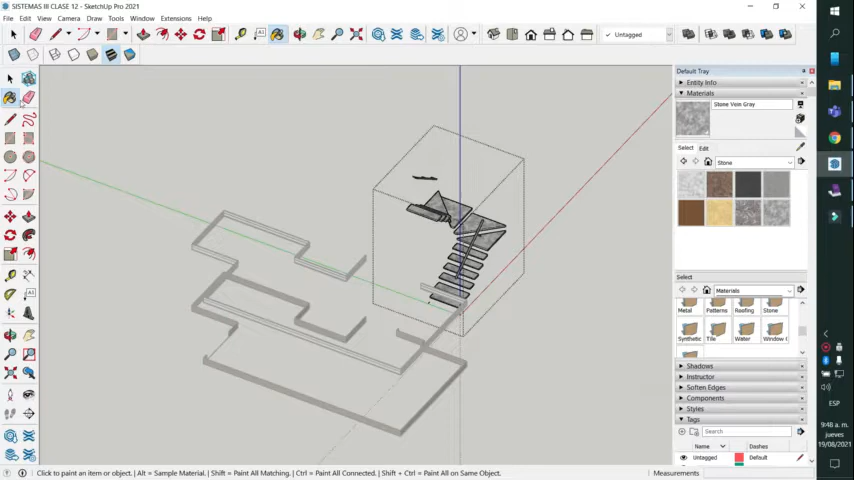 SISTEMAS III CLASE 12 - SketchUp Pro 2021
File Edit View Camera Draw Tools Window Extensions Help
Untagged
Default Tray
Entity Info
Materials
Stone Vein Gray
Select Edit
Stone
Select
Materials
Metal Patterns Roofing Stone
Synthetic Tile Water Window
Shadows
Instructor
Soften Edges
Components
Styles
Tags
Search
Name Dashes
Untagged Default
Click to paint an item or object. | Alt = Sample Material. | Shift = Paint All Matching. | Ctrl = Paint All Connected. | Shift + Ctrl = Paint All on Same Object.
Measurements
ESP
9:48 a. m.
jueves
19/08/2021